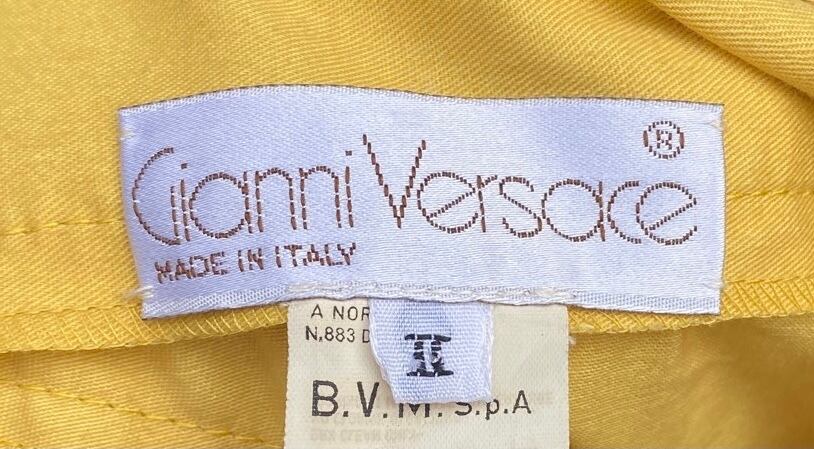 Gianni Versace ®
MADE IN ITALY
A NOR
N.883 D
II
B.V.M. S.p.A